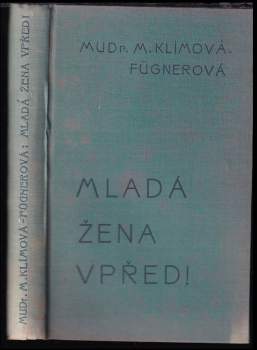 MUDr. M. KLÍMOVÁ-FÜGNEROVÁ: MLADÁ ŽENA VPŘED!
MUDr. M. KLÍMOVÁ-
FÜGNEROVÁ
MLADÁ
ŽENA
VPŘED!